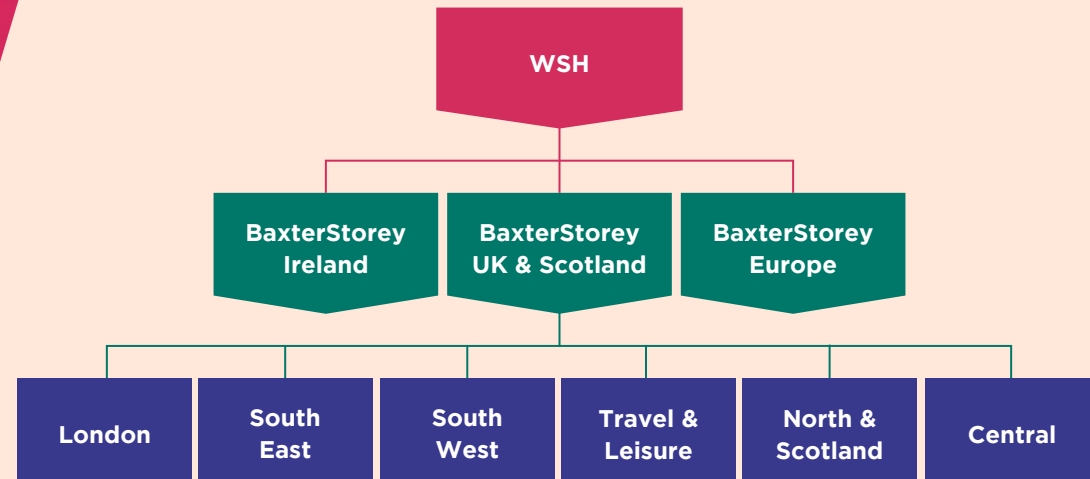 WSH
BaxterStorey
Ireland
BaxterStorey
UK & Scotland
BaxterStorey
Europe
London
South
East
South
West
Travel &
Leisure
North &
Scotland
Central